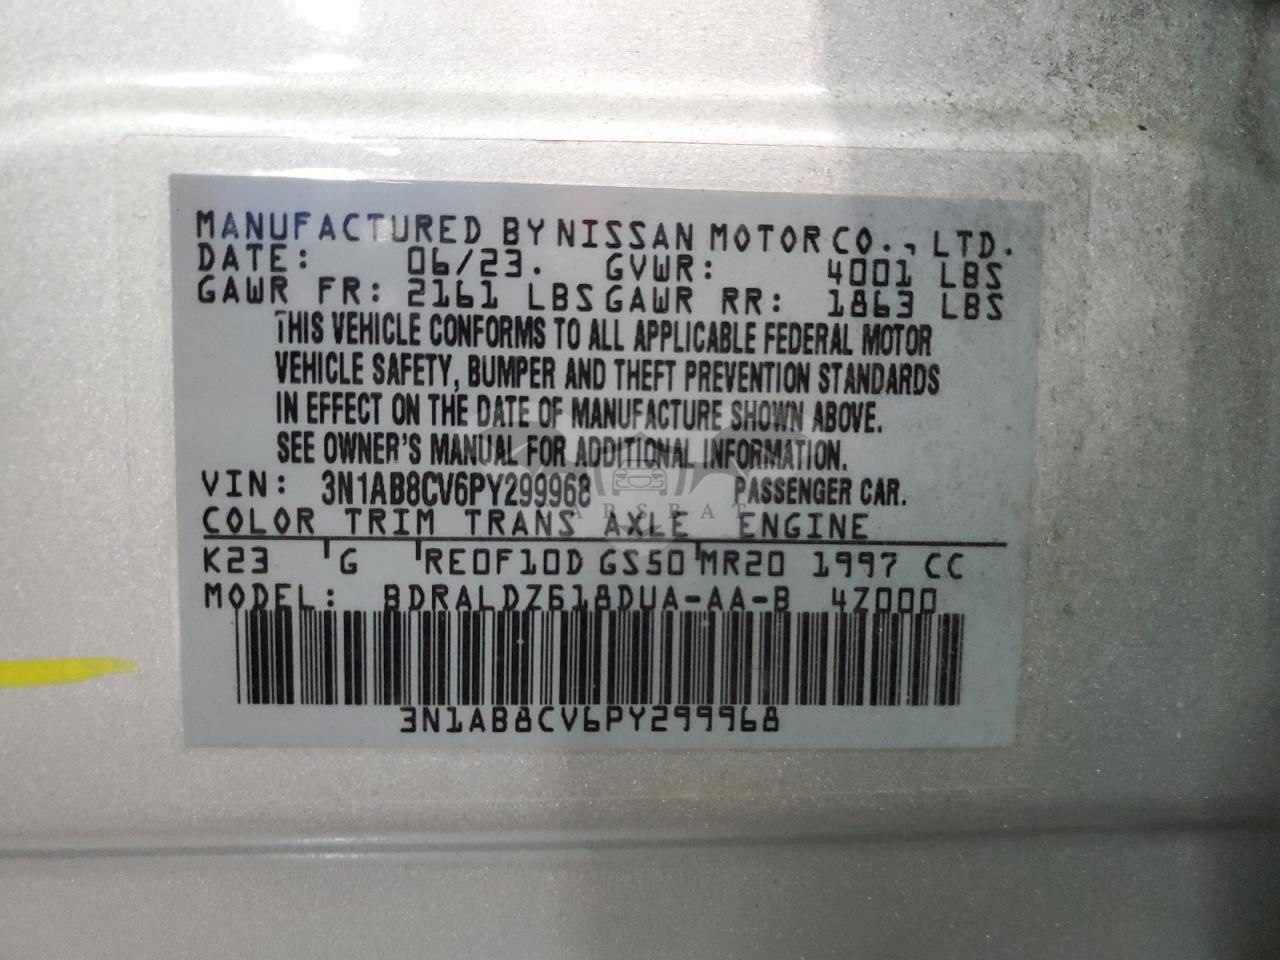 MANUFACTURED BY NISSAN MOTOR CO., LTD.
DATE: 06/23. GVWR: 4001 LBS
GAWR FR: 2161 LBS GAWR RR: 1863 LBS
THIS VEHICLE CONFORMS TO ALL APPLICABLE FEDERAL MOTOR
VEHICLE SAFETY, BUMPER AND THEFT PREVENTION STANDARDS
IN EFFECT ON THE DATE OF MANUFACTURE SHOWN ABOVE.
SEE OWNER'S MANUAL FOR ADDITIONAL INFORMATION.
VIN: 3N1AB8CV6PY299968 PASSENGER CAR.
COLOR TRIM TRANS AXLE ENGINE
K23 G RE0F10D GS50 MR20 1997 CC
MODEL: BDRALDZ618DUA-AA-B 4Z000
3N1AB8CV6PY299968